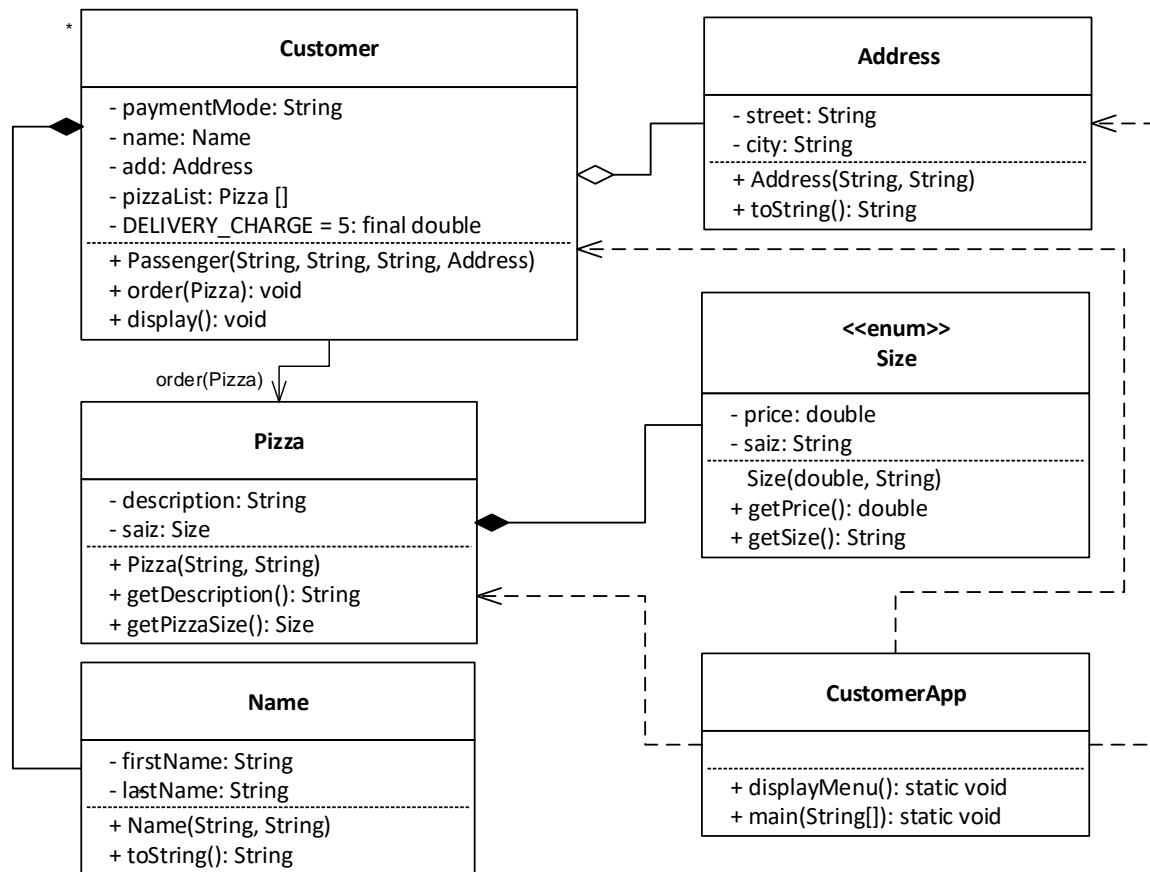 *
Customer
- paymentMode: String
- name: Name
- add: Address
- pizzaList: Pizza []
- DELIVERY_CHARGE = 5: final double
+ Passenger(String, String, String, Address)
+ order(Pizza): void
+ display(): void
Address
- street: String
- city: String
+ Address(String, String)
+ toString(): String
order(Pizza)
<<enum>>
Size
- price: double
- saiz: String
Size(double, String)
+ getPrice(): double
+ getSize(): String
Pizza
- description: String
- saiz: Size
+ Pizza(String, String)
+ getDescription(): String
+ getPizzaSize(): Size
Name
- firstName: String
- lastName: String
+ Name(String, String)
+ toString(): String
CustomerApp
+ displayMenu(): static void
+ main(String[]): static void